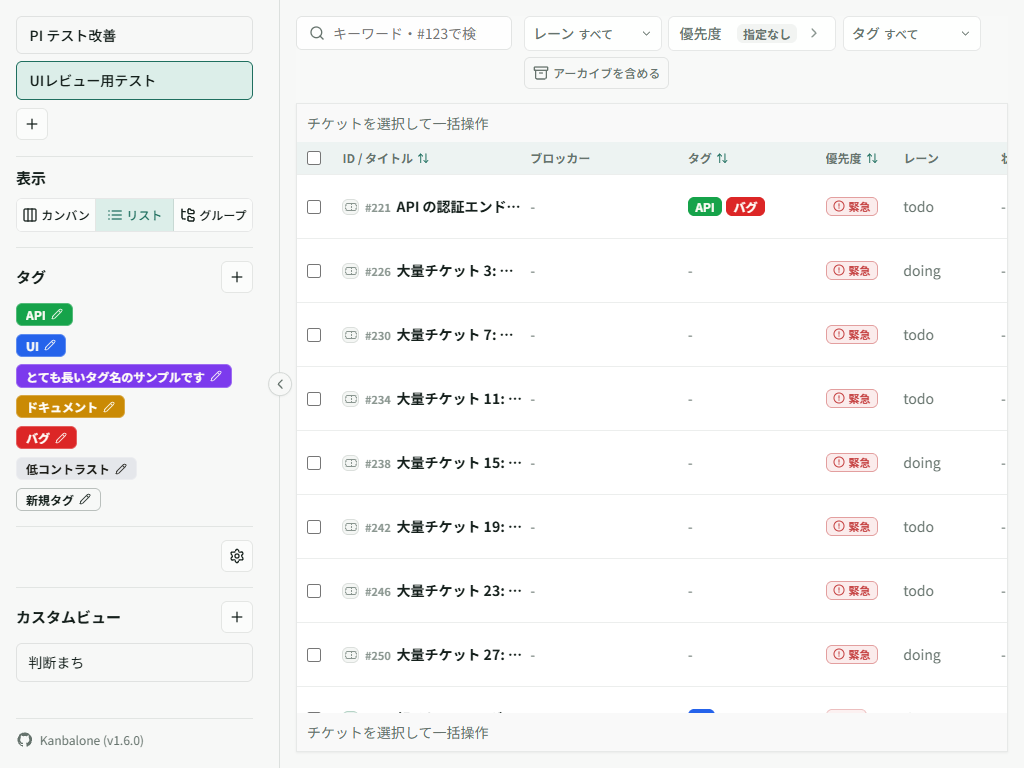 PI テスト改善
UIレビュー用テスト
表示
カンバン リスト グループ
タグ
API
UI
とても長いタグ名のサンプルです
ドキュメント
バグ
低コントラスト
新規タグ
カスタムビュー
判断まち
Kanbalone (v1.6.0)
キーワード・#123で検
レーン すべて
優先度 指定なし
タグ すべて
アーカイブを含める
チケットを選択して一括操作
ID / タイトル ブロッカー タグ 優先度 レーン
#221 API の認証エンド… - API バグ 緊急 todo -
#226 大量チケット 3: … - - 緊急 doing -
#230 大量チケット 7: … - - 緊急 todo -
#234 大量チケット 11: … - - 緊急 todo -
#238 大量チケット 15: … - - 緊急 doing -
#242 大量チケット 19: … - - 緊急 todo -
#246 大量チケット 23: … - - 緊急 todo -
#250 大量チケット 27: … - - 緊急 doing -
チケットを選択して一括操作